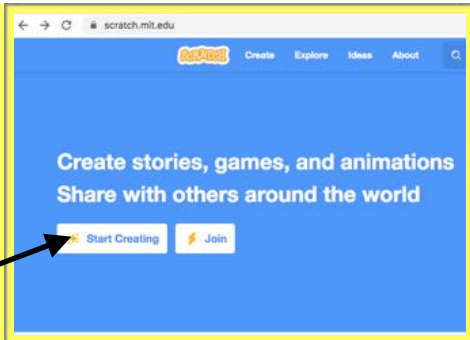 scratch.mit.edu
SCRATCH Create Explore Ideas About
Create stories, games, and animations
Share with others around the world
Start Creating Join